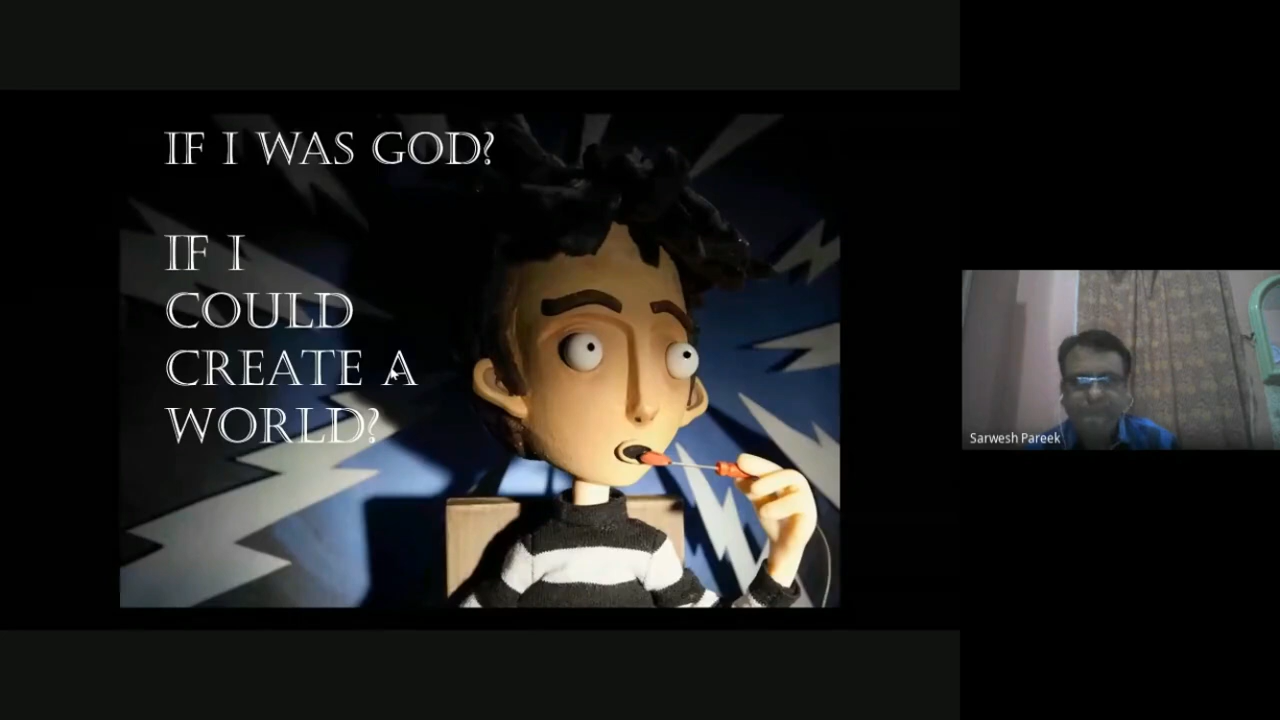 IF I WAS GOD?
IF I
COULD
CREATE A
WORLD?
Sarwesh Pareek